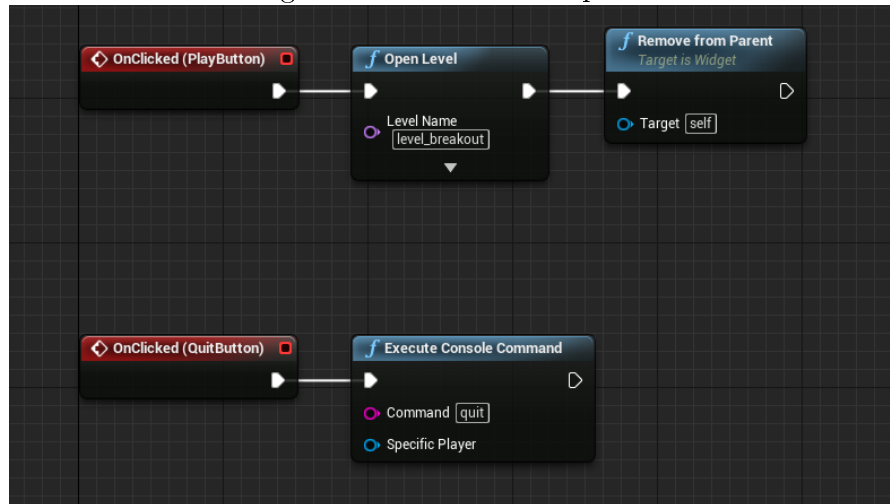 OnClicked (PlayButton)
f Open Level
Level Name
level_breakout
f Remove from Parent
Target is Widget
Target self
OnClicked (QuitButton)
f Execute Console Command
Command quit
Specific Player